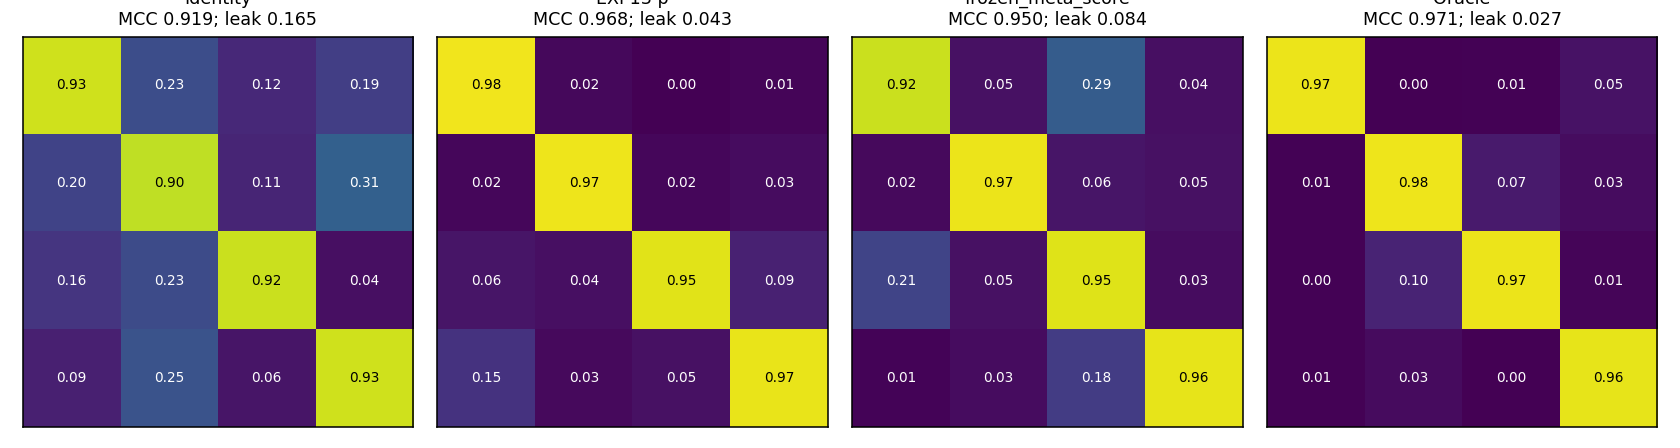 Identity
MCC 0.919; leak 0.165
0.93 0.23 0.12 0.19
0.20 0.90 0.11 0.31
0.16 0.23 0.92 0.04
0.09 0.25 0.06 0.93
MCC 0.968; leak 0.043
0.98 0.02 0.00 0.01
0.02 0.97 0.02 0.03
0.06 0.04 0.95 0.09
0.15 0.03 0.05 0.97
frozen_meta_score
MCC 0.950; leak 0.084
0.92 0.05 0.29 0.04
0.02 0.97 0.06 0.05
0.21 0.05 0.95 0.03
0.01 0.03 0.18 0.96
Oracle
MCC 0.971; leak 0.027
0.97 0.00 0.01 0.05
0.01 0.98 0.07 0.03
0.00 0.10 0.97 0.01
0.01 0.03 0.00 0.96